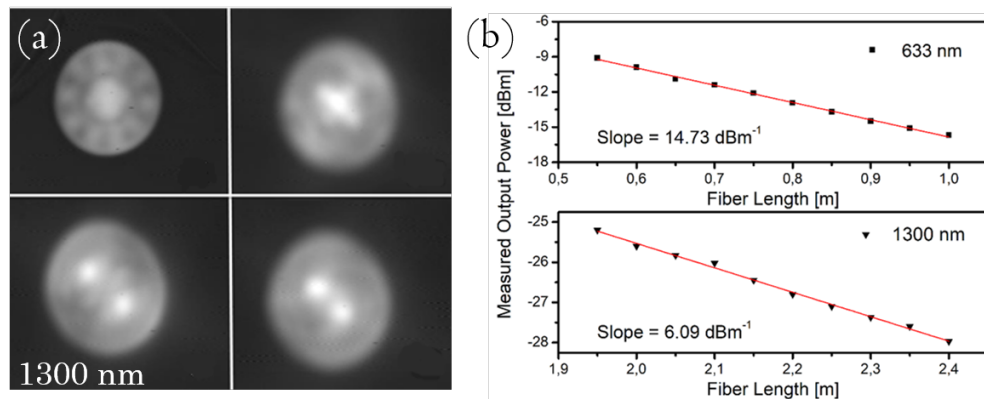 (a)
1300 nm
(b)
Measured Output Power [dBm]
-6
-9
-12
-15
-18
633 nm
Slope = 14.73 dBm⁻¹
0,5 0,6 0,7 0,8 0,9 1,0
Fiber Length [m]
-25
-26
-27
-28
1300 nm
Slope = 6.09 dBm⁻¹
1,9 2,0 2,1 2,2 2,3 2,4
Fiber Length [m]